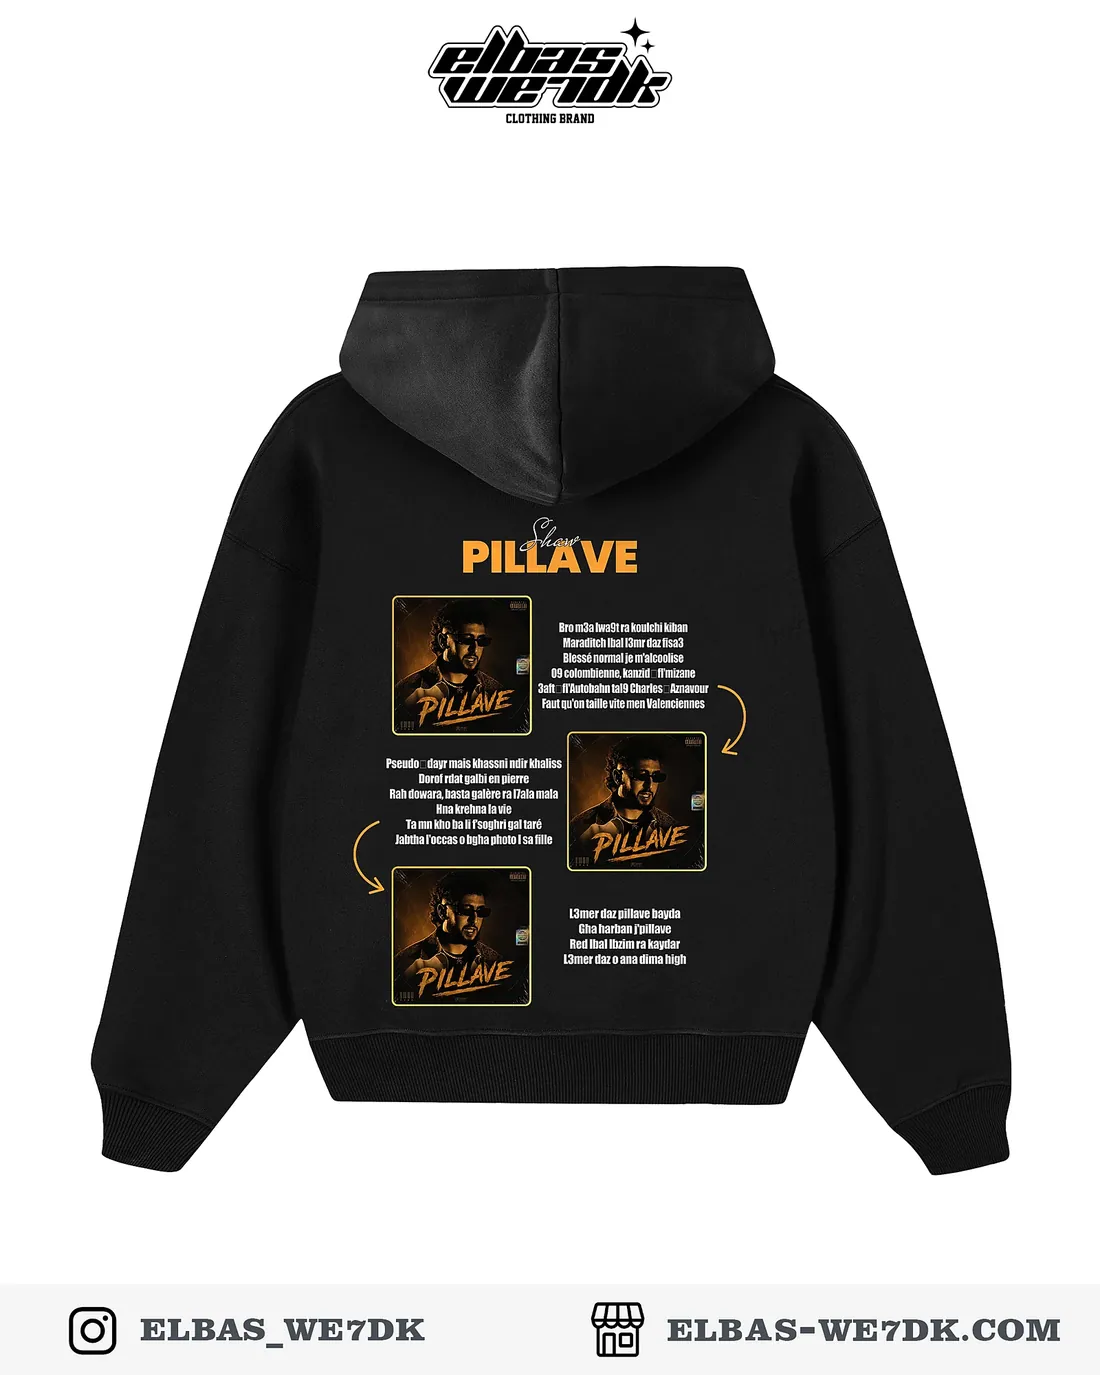 elbas
we7dk
CLOTHING BRAND
Shaw
PILLAVE
PILLAVE
Bro m3a lwa9t ra koulchi kiban
Maraditch lbal l3mr daz fisa3
Blessé normal je m'alcoolise
09 colombienne, kanzid□fl'mizane
3aft□fl'Autobahn tal9 Charles□Aznavour
Faut qu'on taille vite men Valenciennes
PILLAVE
Pseudo□dayr mais khassni ndir khaliss
Dorof rdat galbi en pierre
Rah dowara, basta galère ra l7ala mala
Hna krehna la vie
Ta mn kho ba li f'soghri gal taré
Jabtha l'occas o bgha photo l sa fille
PILLAVE
L3mer daz pillave bayda
Gha harban j'pillave
Red lbal lbzim ra kaydar
L3mer daz o ana dima high
ELBAS_WE7DK
ELBAS-WE7DK.COM